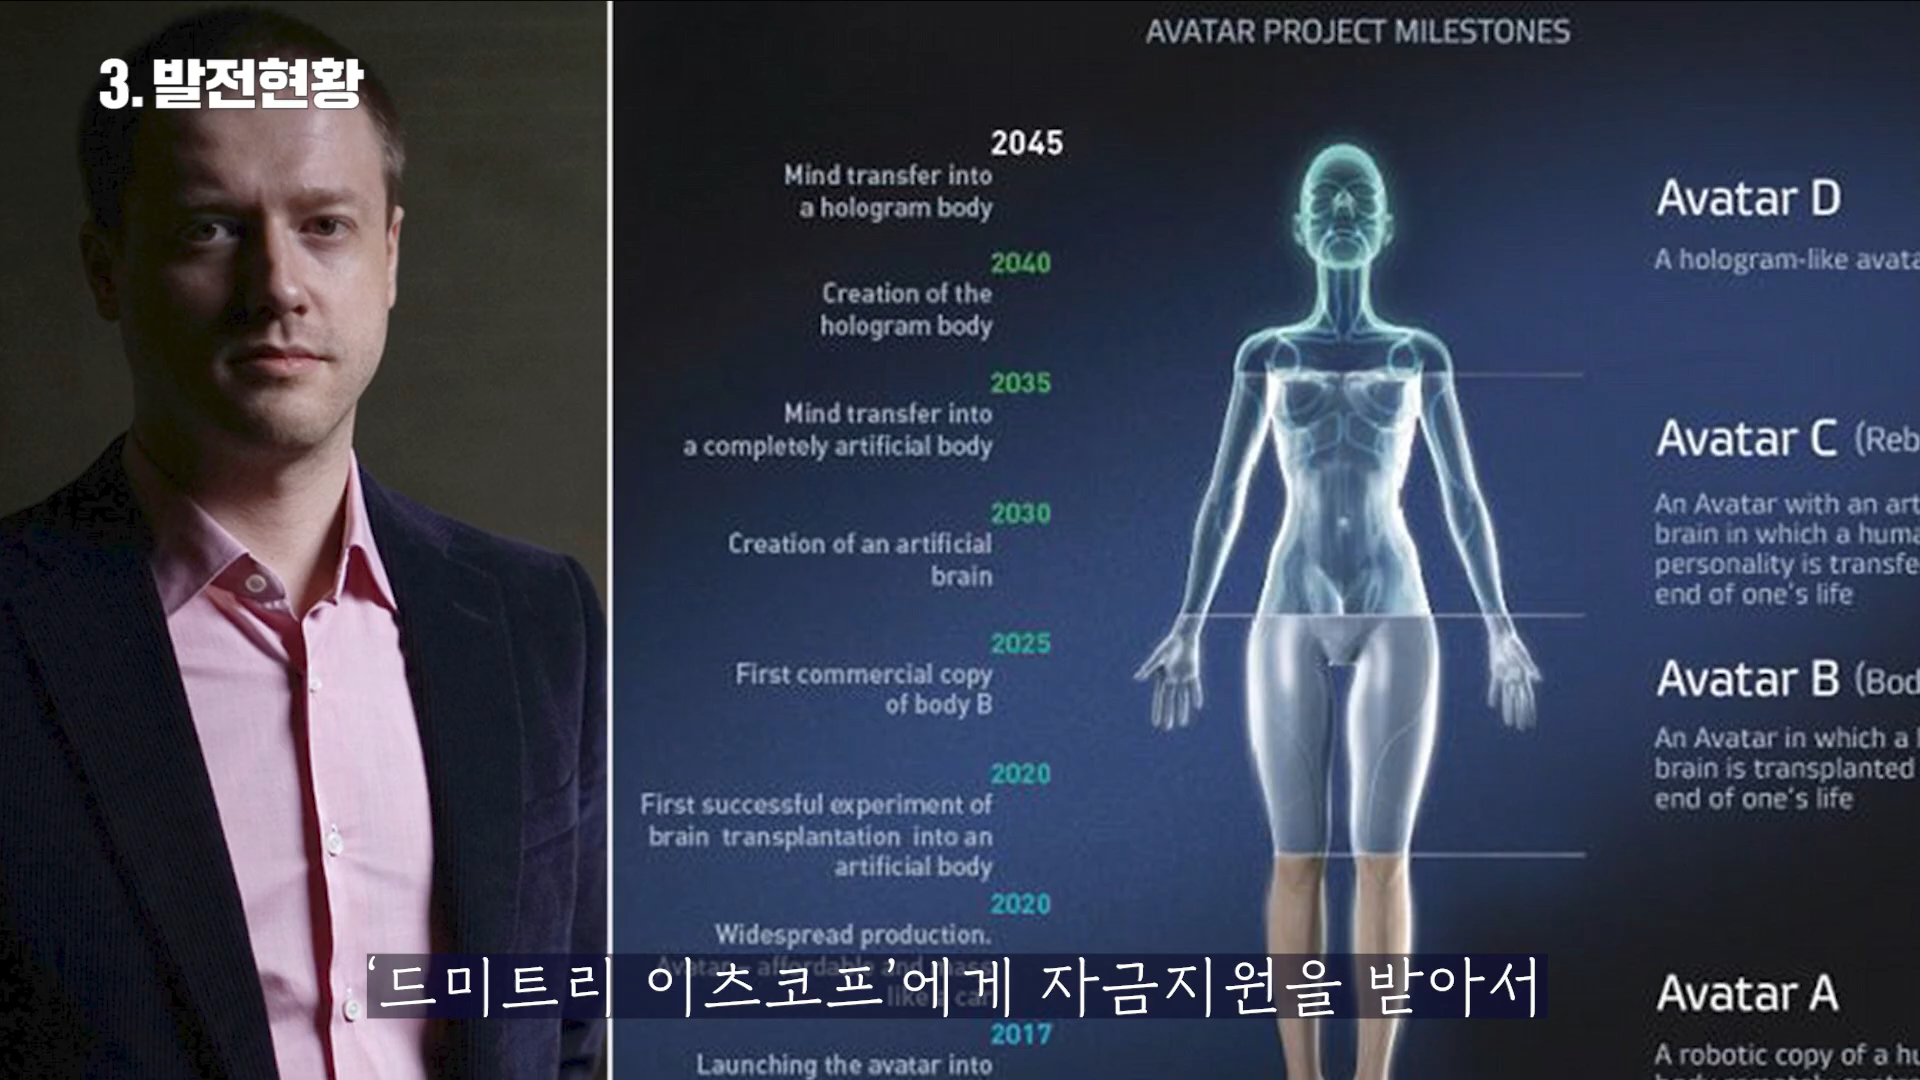 3. 발전현황
AVATAR PROJECT MILESTONES
2045
Mind transfer into
a hologram body
2040
Creation of the
hologram body
2035
Mind transfer into
a completely artificial body
2030
Creation of an artificial
brain
2025
First commercial copy
of body B
2020
First successful experiment of
brain transplantation into an
artificial body
2020
Widespread production.
Avatar - affordable and mass
like a car
2017
Launching the avatar into
Avatar D
A hologram-like avata
Avatar C (Reb
An Avatar with an art
brain in which a huma
personality is transfe
end of one's life
Avatar B (Bod
An Avatar in which a
brain is transplanted
end of one's life
Avatar A
A robotic copy of a hu
'드미트리 이츠코프'에게 자금지원을 받아서